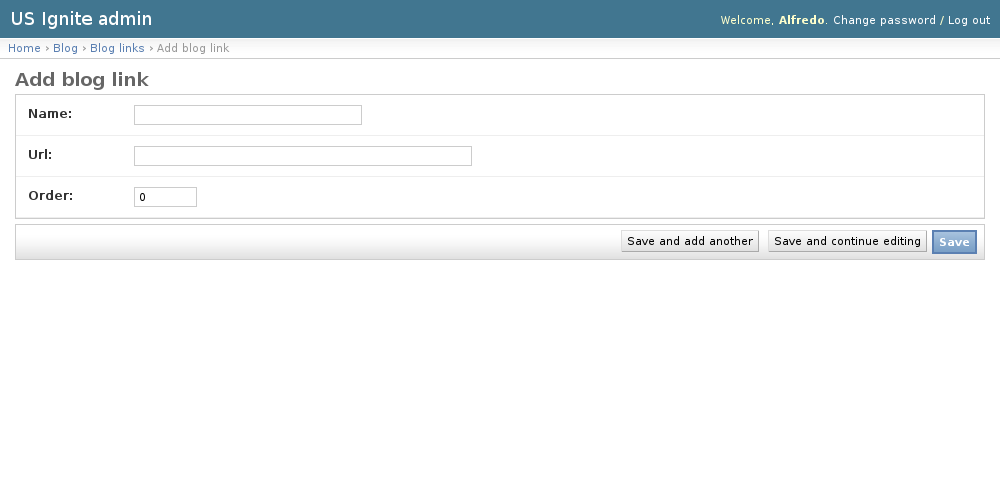 US Ignite admin
Welcome, Alfredo. Change password / Log out
Home › Blog › Blog links › Add blog link
Add blog link
Name:
Url:
Order: 0
Save and add another Save and continue editing Save